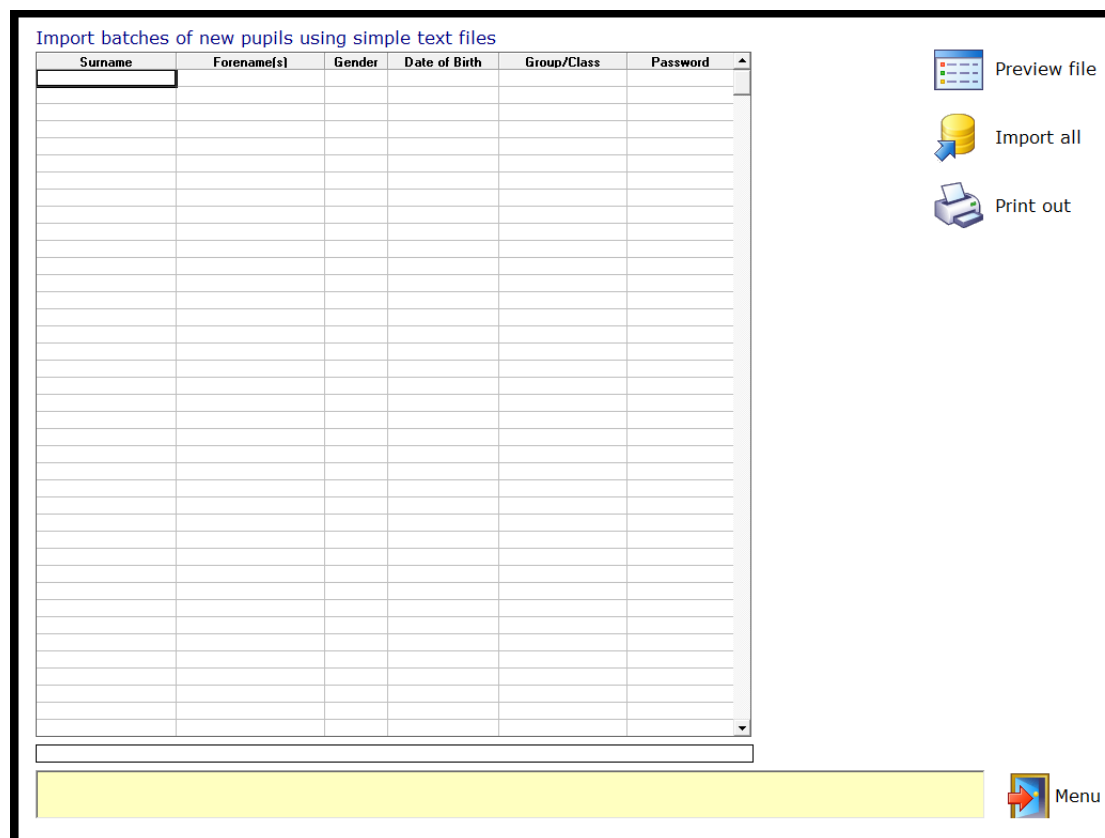 Import batches of new pupils using simple text files
Surname Forename(s) Gender Date of Birth Group/Class Password
Preview file
Import all
Print out
Menu